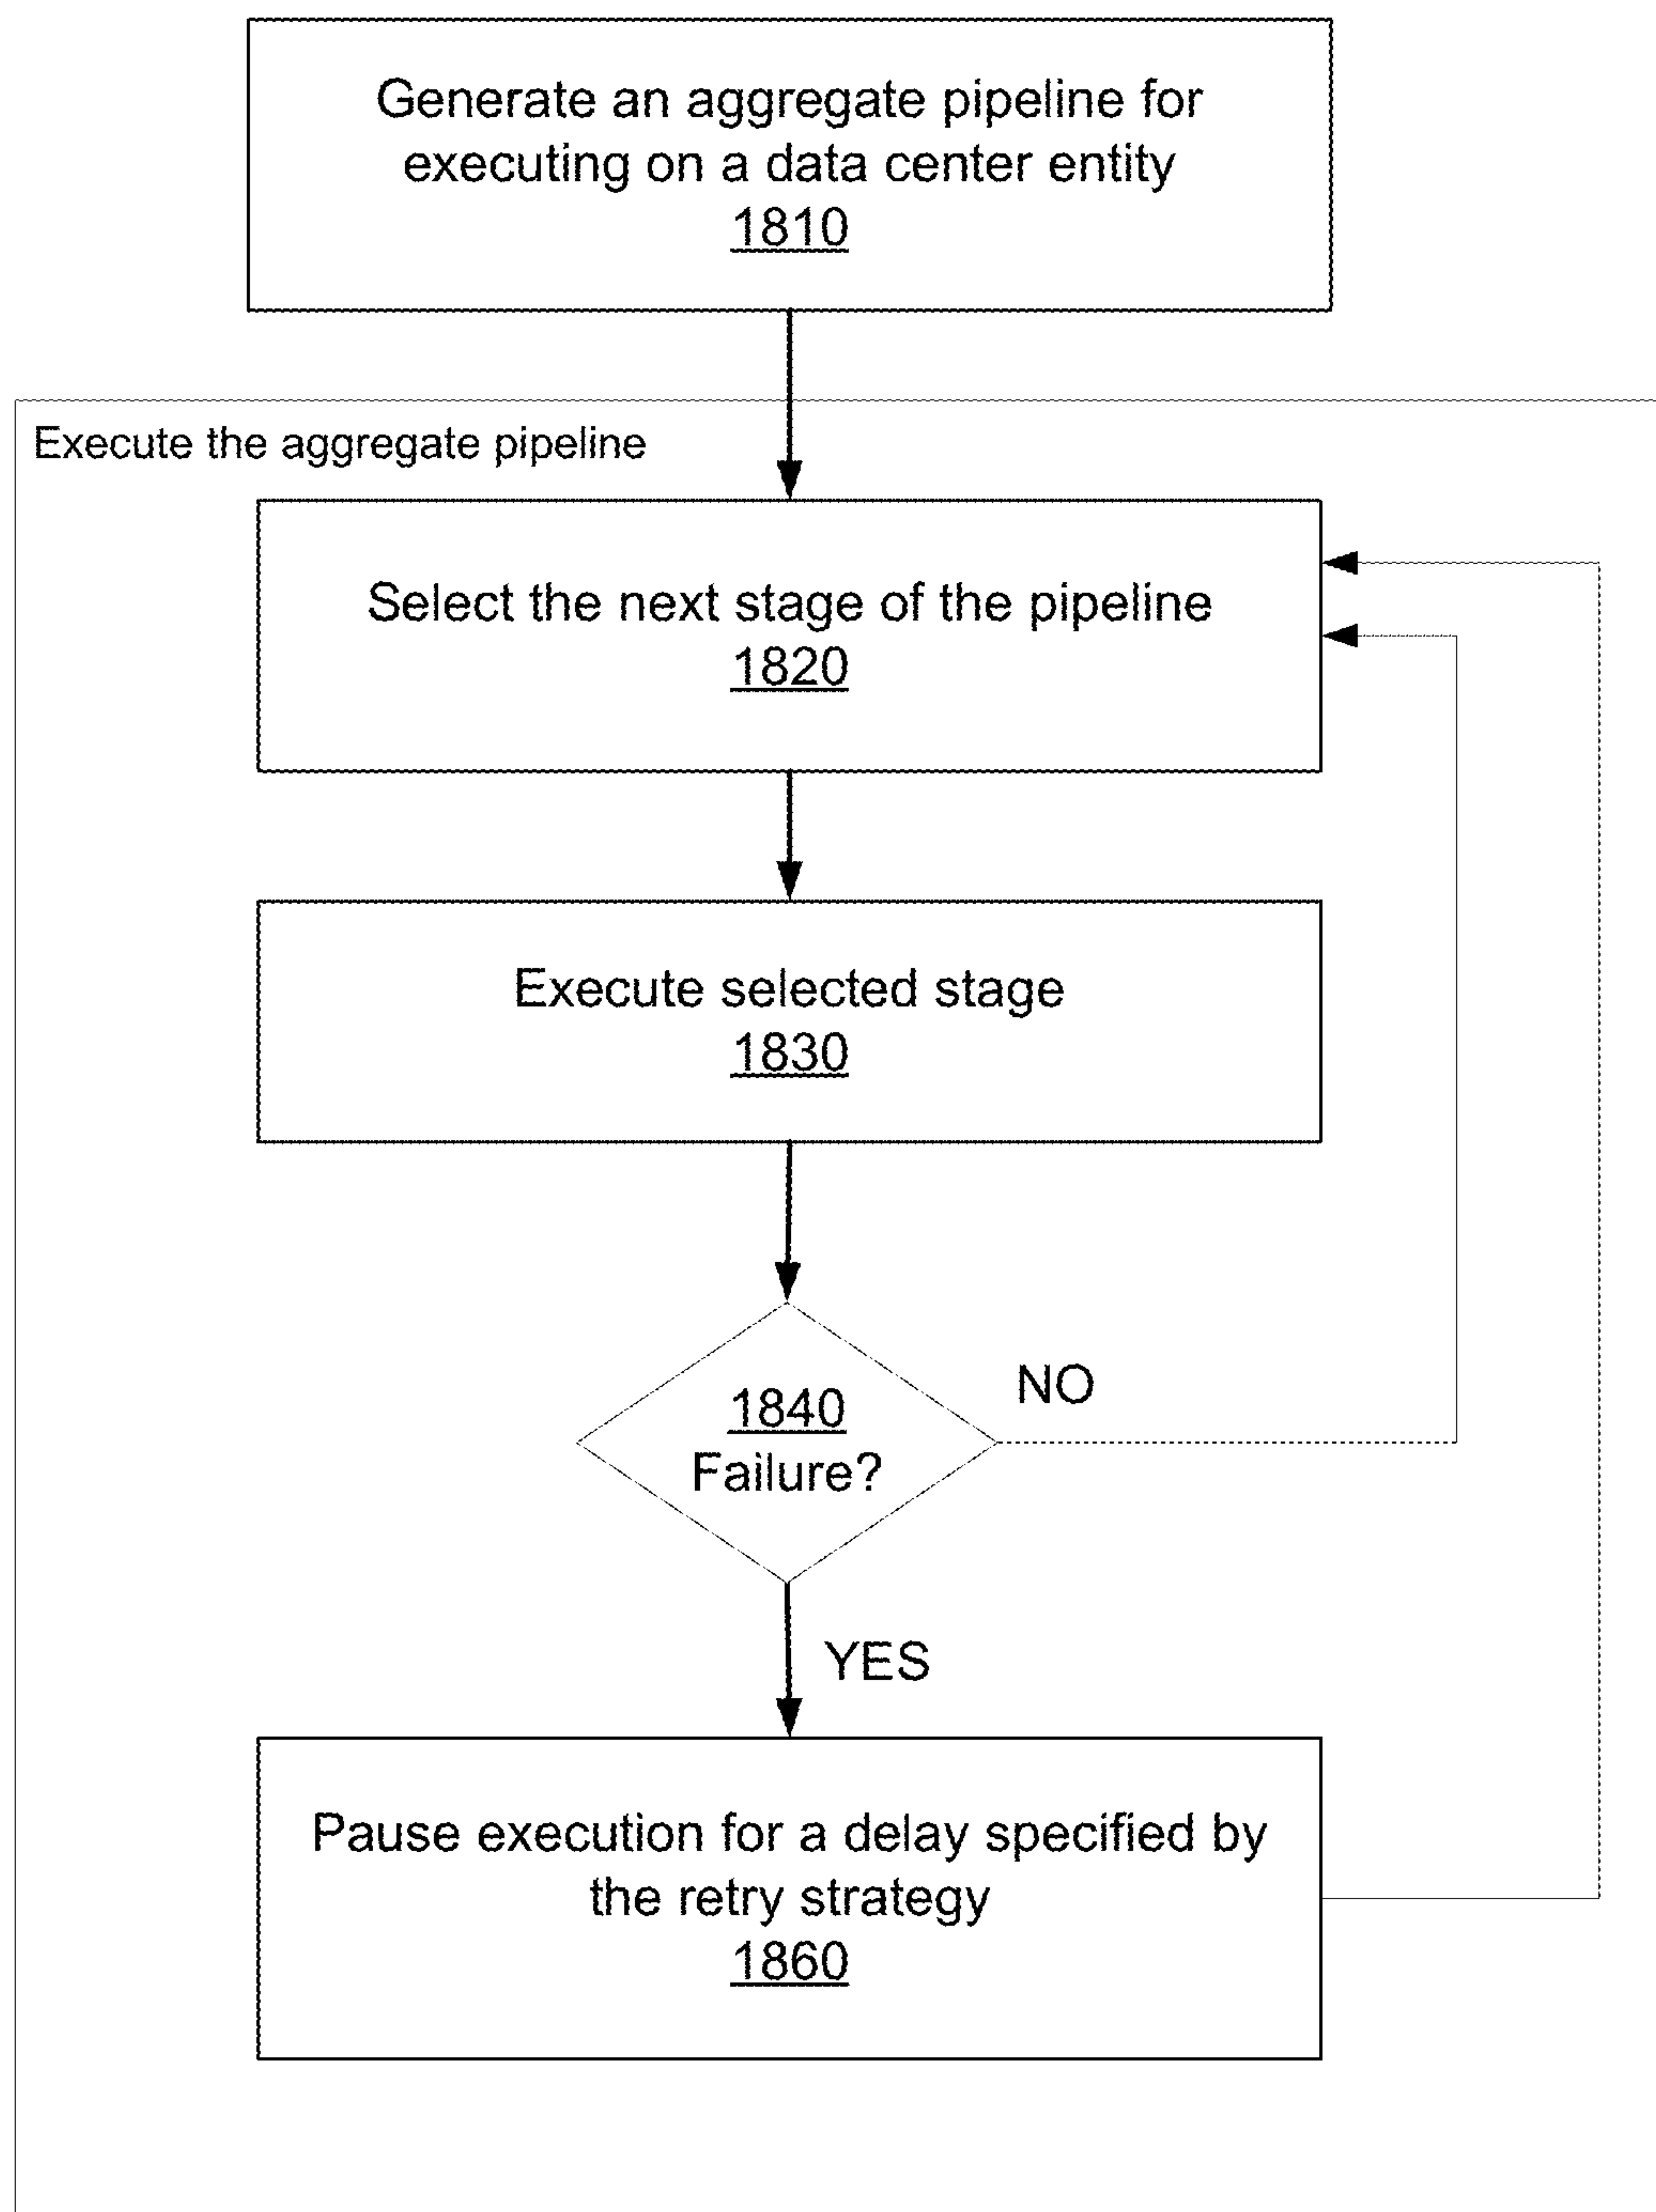 Generate an aggregate pipeline for
executing on a data center entity
1810
Execute the aggregate pipeline
Select the next stage of the pipeline
1820
Execute selected stage
1830
1840
Failure?
NO
YES
Pause execution for a delay specified by
the retry strategy
1860